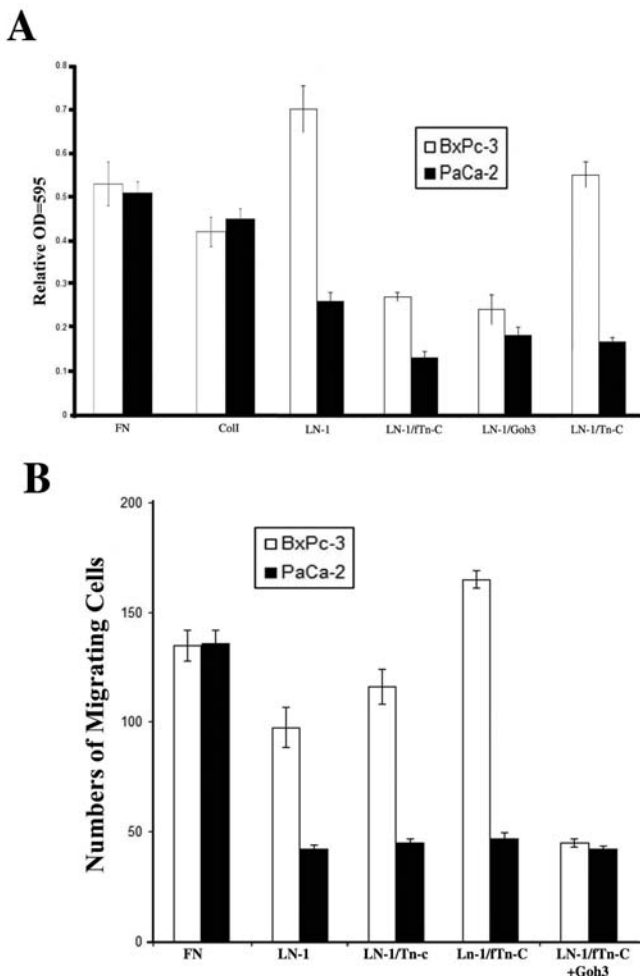 A
0.8
0.7
0.6
0.5
0.4
0.3
0.2
0.1
0
Relative OD=595
BxPc-3
PaCa-2
FN ColI LN-1 LN-1/fTn-C LN-1/Goh3 LN-1/Tn-C
B
200
150
100
50
0
Numbers of Migrating Cells
BxPc-3
PaCa-2
FN LN-1 LN-1/Tn-c Ln-1/fTn-C LN-1/fTn-C
+Goh3